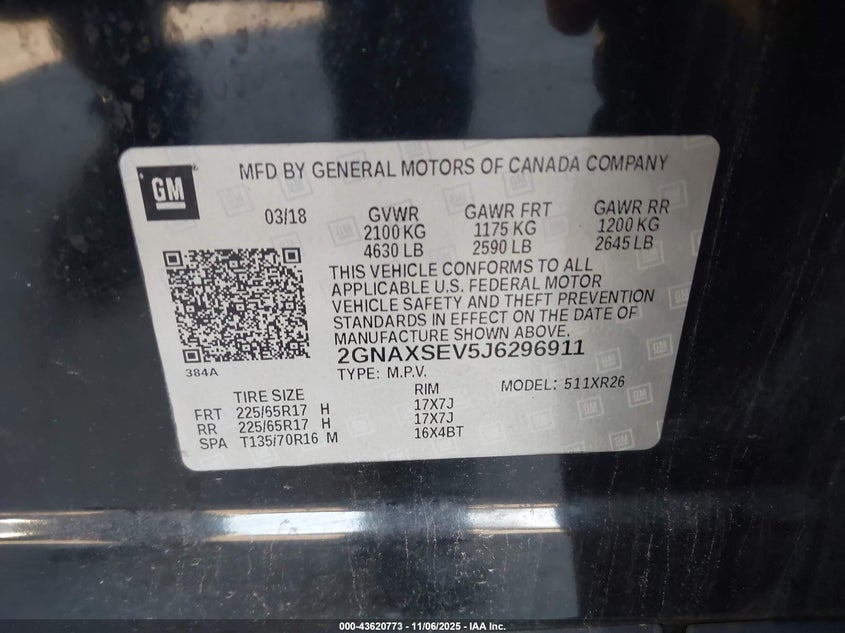 GM
MFD BY GENERAL MOTORS OF CANADA COMPANY
03/18 GVWR GAWR FRT GAWR RR
2100 KG 1175 KG 1200 KG
4630 LB 2590 LB 2645 LB
THIS VEHICLE CONFORMS TO ALL
APPLICABLE U.S. FEDERAL MOTOR
VEHICLE SAFETY AND THEFT PREVENTION
STANDARDS IN EFFECT ON THE DATE OF
MANUFACTURE SHOWN ABOVE.
2GNAXSEV5J6296911
384A
TYPE: M.P.V. MODEL: 511XR26
TIRE SIZE RIM
FRT 225/65R17 H 17X7J
RR 225/65R17 H 17X7J
SPA T135/70R16 M 16X4BT
000-43620773 - 11/06/2025 - IAA Inc.